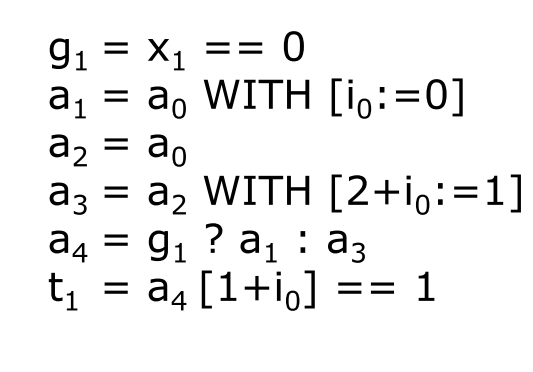 g₁ = x₁ == 0
a₁ = a₀ WITH [i₀:=0]
a₂ = a₀
a₃ = a₂ WITH [2+i₀:=1]
a₄ = g₁ ? a₁ : a₃
t₁ = a₄ [1+i₀] == 1